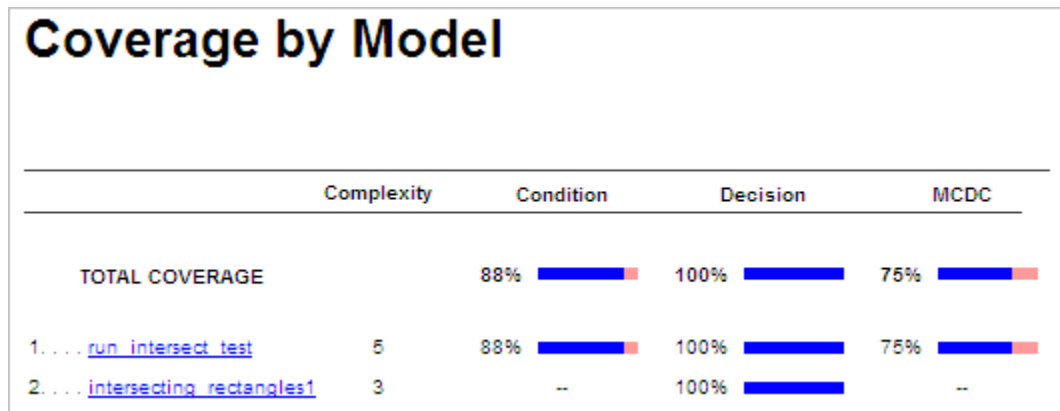 Coverage by Model
Complexity Condition Decision MCDC
TOTAL COVERAGE 88% 100% 75%
1. . . . run_intersect_test 5 88% 100% 75%
2. . . . intersecting_rectangles1 3 -- 100% --